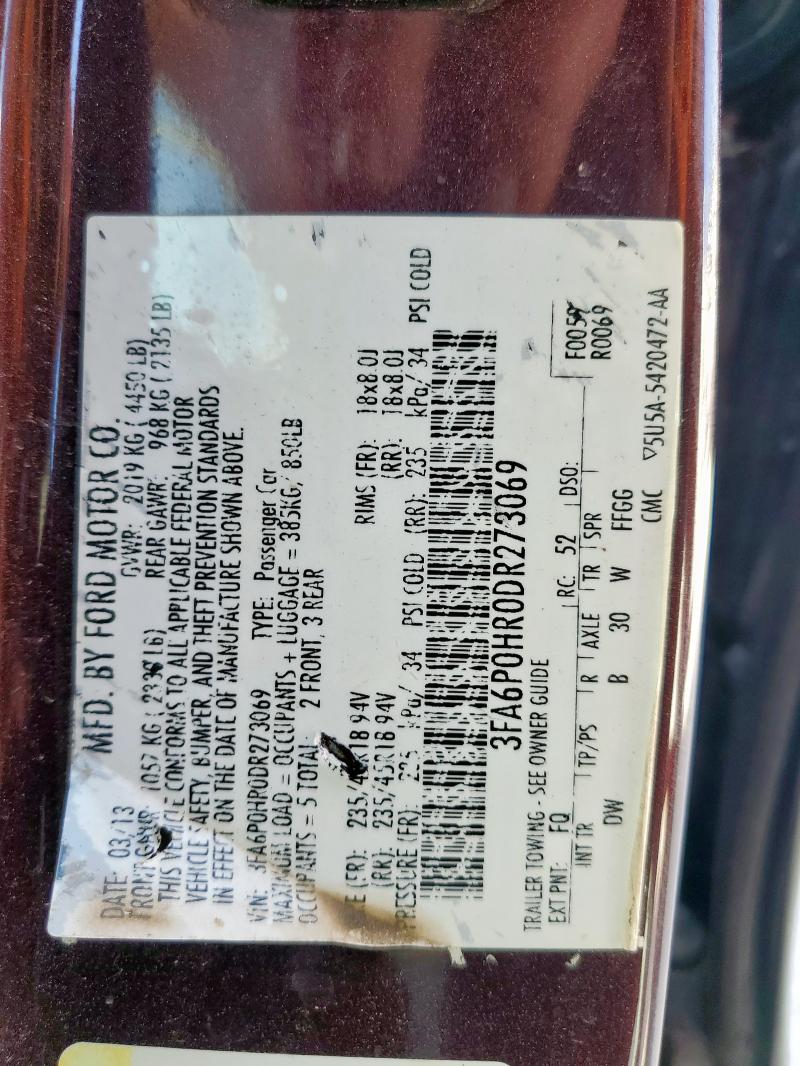 MFD. BY FORD MOTOR CO.
DATE: 03/13 GVWR: 2019 KG ( 4450 LB)
FRONT GAWR: 1057 KG ( LB) REAR GAWR: 968 KG ( 2135 LB)
THIS VEHICLE CONFORMS TO ALL APPLICABLE FEDERAL MOTOR
VEHICLE SAFETY, BUMPER, AND THEFT PREVENTION STANDARDS
IN EFFECT ON THE DATE OF MANUFACTURE SHOWN ABOVE.
VIN: 3FA6P0HR0DR273069 TYPE: Passenger Car
MAXIMUM LOAD = OCCUPANTS + LUGGAGE = 385KG/ 850LB
OCCUPANTS = 5 TOTAL 2 FRONT, 3 REAR
E (FR): 235/45R18 94V RIMS (FR): 18x8.0J
(RR): 235/45R18 94V (RR): 18x8.0J
PRESSURE (FR): 235 kPa/ 34 PSI COLD (RR): 235 kPa/ 34 PSI COLD
3FA6P0HR0DR273069
TRAILER TOWING - SEE OWNER GUIDE
EXT PNT: FQ RC: 52 DSO: F0059
R0069
INT TR TP/PS R AXLE TR SPR
DW B 30 W FFGG
CMC ▽5U5A-5420472-AA